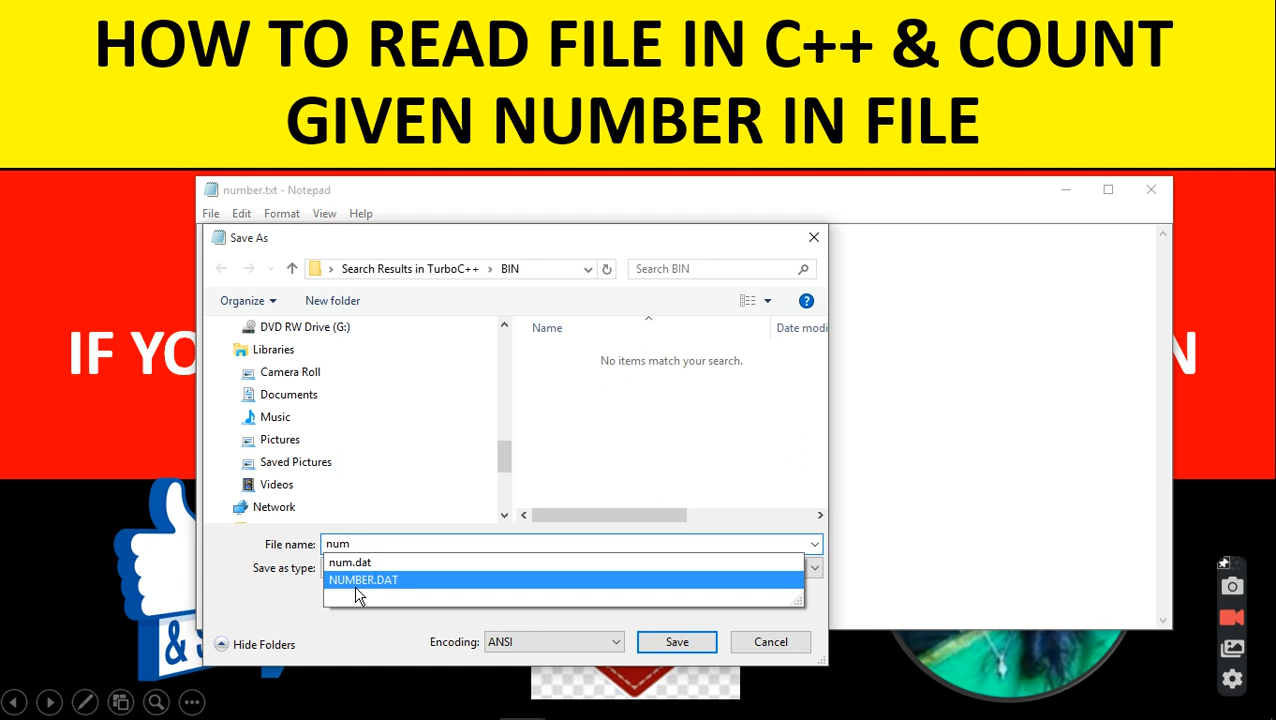 HOW TO READ FILE IN C++ & COUNT
GIVEN NUMBER IN FILE
number.txt - Notepad
File Edit Format View Help
Save As
Search Results in TurboC++ BIN
Search BIN
Organize
New folder
DVD RW Drive (G:)
Libraries
Camera Roll
Documents
Music
Pictures
Saved Pictures
Videos
Network
Name
Date modi
No items match your search.
IF YO
N
File name: num
num.dat
NUMBER.DAT
Save as type:
Hide Folders
Encoding: ANSI
Save
Cancel
& S